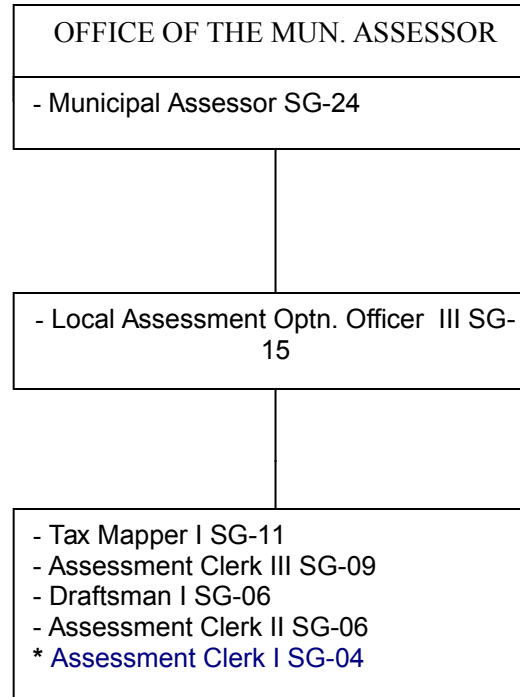 OFFICE OF THE MUN. ASSESSOR
- Municipal Assessor SG-24
- Local Assessment Optn. Officer III SG-
15
- Tax Mapper I SG-11
- Assessment Clerk III SG-09
- Draftsman I SG-06
- Assessment Clerk II SG-06
* Assessment Clerk I SG-04